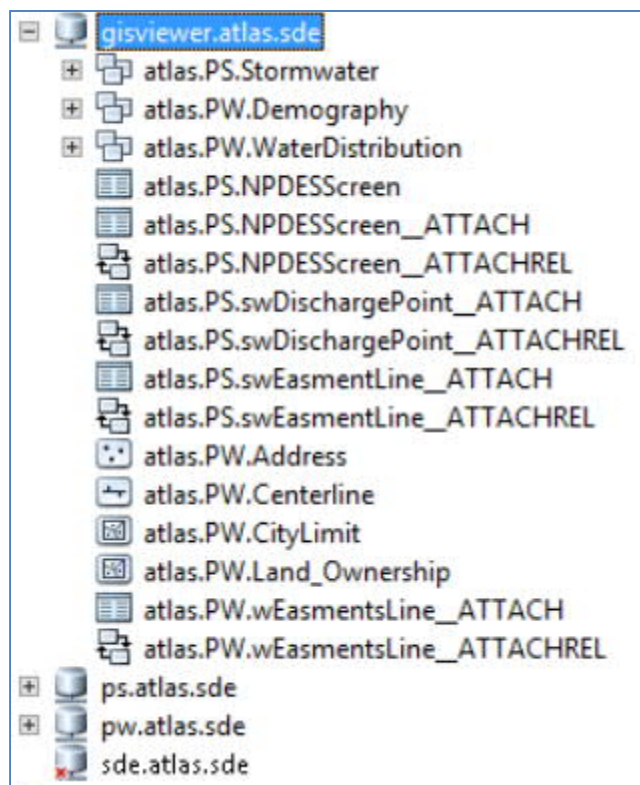 gisviewer.atlas.sde
atlas.PS.Stormwater
atlas.PW.Demography
atlas.PW.WaterDistribution
atlas.PS.NPDESScreen
atlas.PS.NPDESScreen__ATTACH
atlas.PS.NPDESScreen__ATTACHREL
atlas.PS.swDischargePoint__ATTACH
atlas.PS.swDischargePoint__ATTACHREL
atlas.PS.swEasmentLine__ATTACH
atlas.PS.swEasmentLine__ATTACHREL
atlas.PW.Address
atlas.PW.Centerline
atlas.PW.CityLimit
atlas.PW.Land_Ownership
atlas.PW.wEasmentsLine__ATTACH
atlas.PW.wEasmentsLine__ATTACHREL
ps.atlas.sde
pw.atlas.sde
sde.atlas.sde